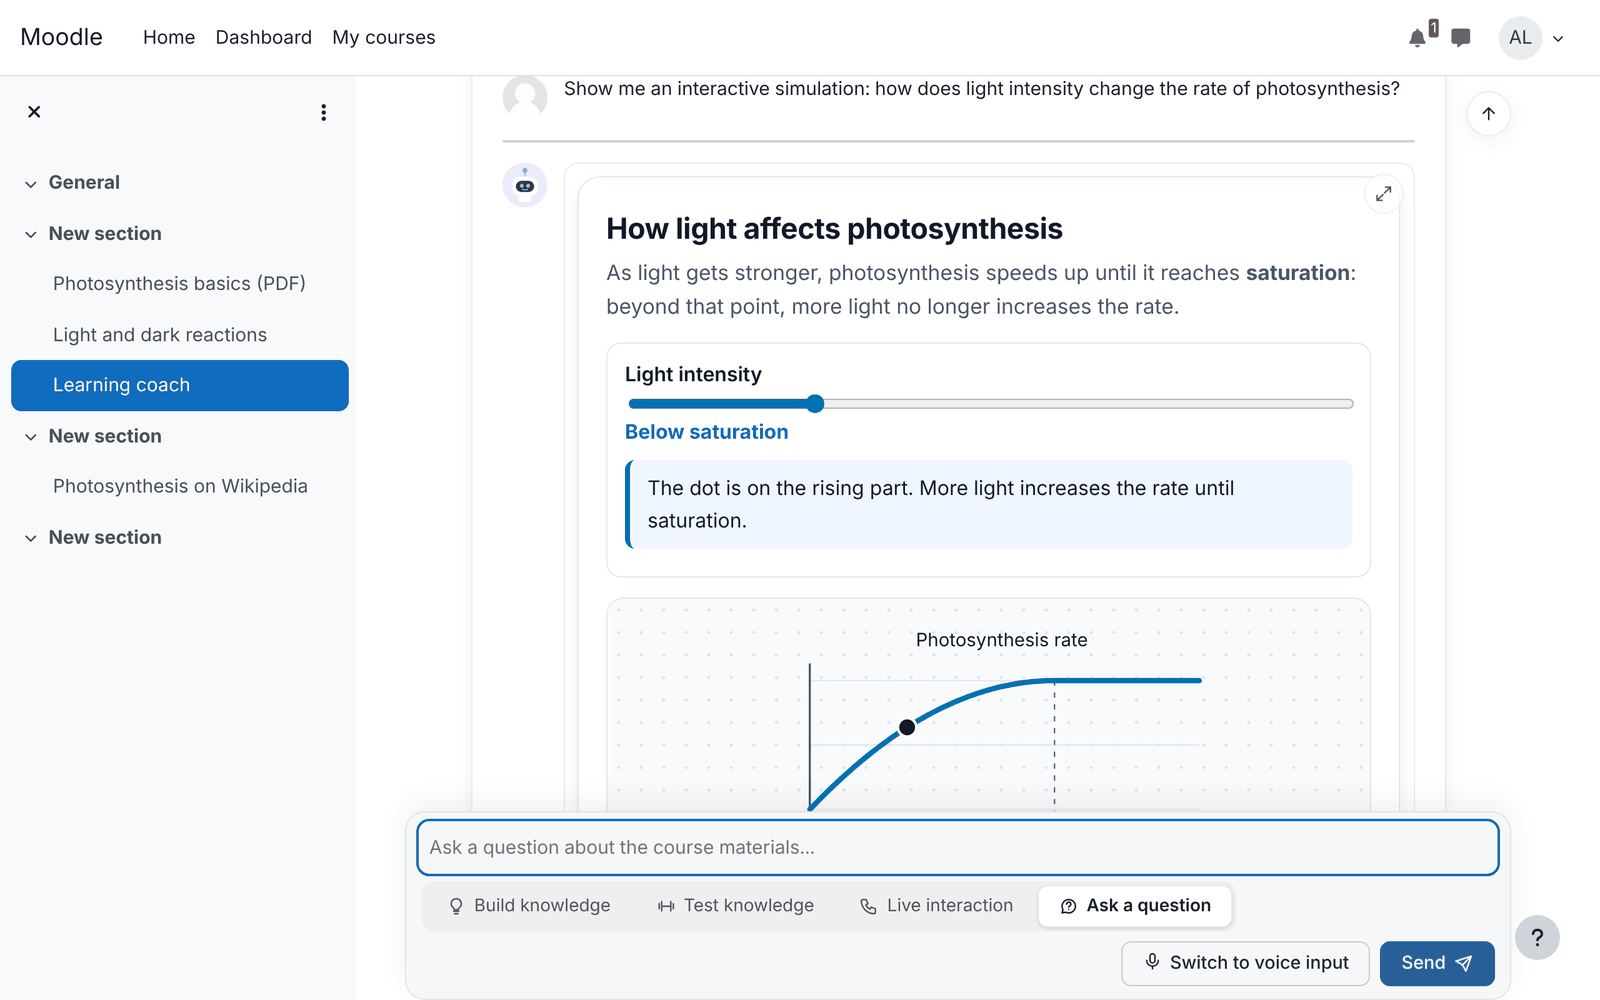 Moodle
Home
Dashboard
My courses
1
AL
General
New section
Photosynthesis basics (PDF)
Light and dark reactions
Learning coach
New section
Photosynthesis on Wikipedia
New section
Show me an interactive simulation: how does light intensity change the rate of photosynthesis?
How light affects photosynthesis
As light gets stronger, photosynthesis speeds up until it reaches saturation:
beyond that point, more light no longer increases the rate.
Light intensity
Below saturation
The dot is on the rising part. More light increases the rate until
saturation.
Photosynthesis rate
Ask a question about the course materials...
Build knowledge
Test knowledge
Live interaction
Ask a question
Switch to voice input
Send
?